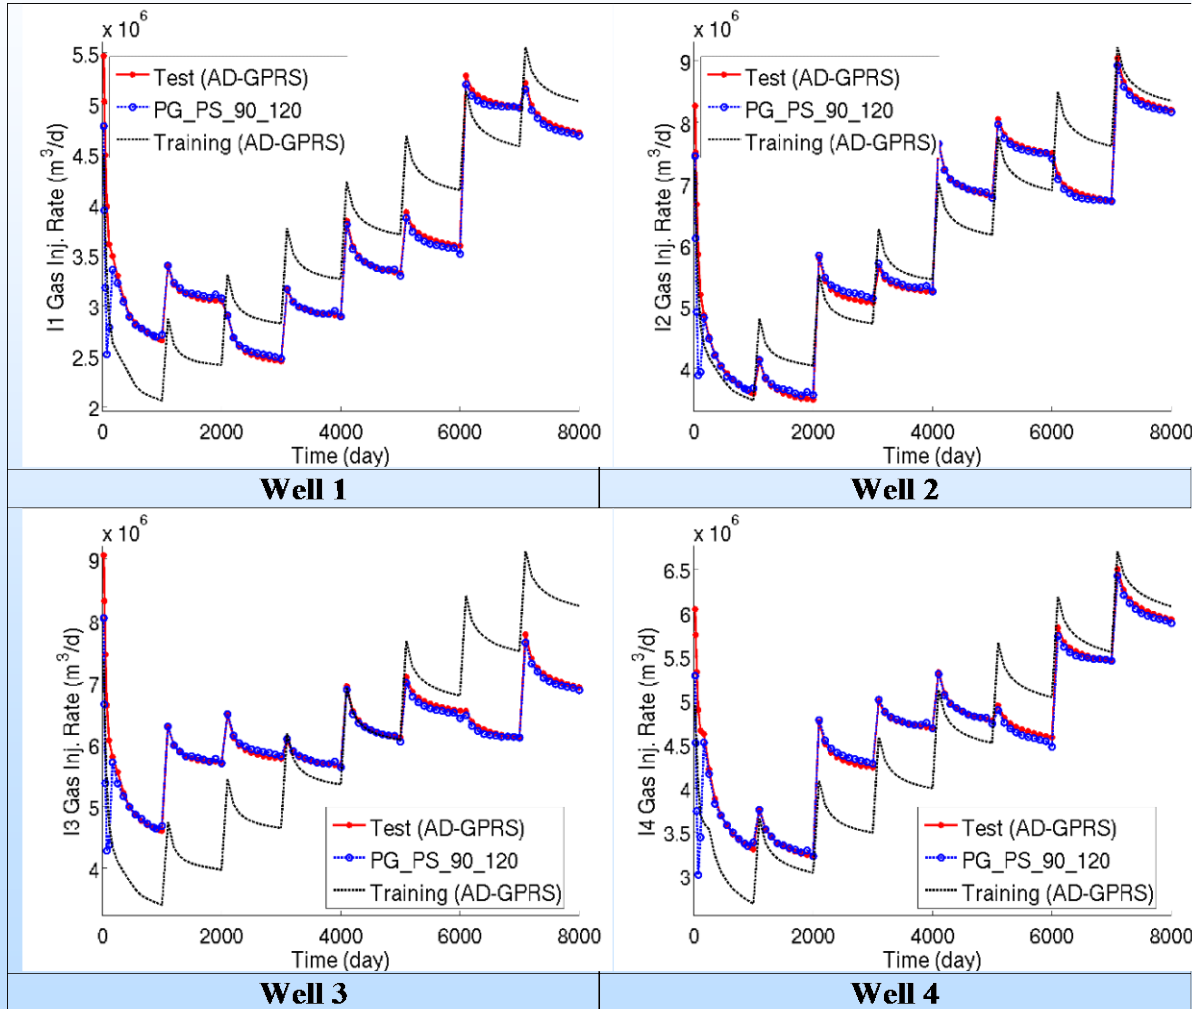 x 10^6
5.5
5
4.5
4
3.5
3
2.5
2
I1 Gas Inj. Rate (m^3/d)
Test (AD-GPRS)
PG_PS_90_120
Training (AD-GPRS)
0 2000 4000 6000 8000
Time (day)
x 10^6
9
8
7
6
5
4
I2 Gas Inj. Rate (m^3/d)
Test (AD-GPRS)
PG_PS_90_120
Training (AD-GPRS)
0 2000 4000 6000 8000
Time (day)
Well 1 Well 2
x 10^6
9
8
7
6
5
4
I3 Gas Inj. Rate (m^3/d)
Test (AD-GPRS)
PG_PS_90_120
Training (AD-GPRS)
0 2000 4000 6000 8000
Time (day)
x 10^6
6.5
6
5.5
5
4.5
4
3.5
3
I4 Gas Inj. Rate (m^3/d)
Test (AD-GPRS)
PG_PS_90_120
Training (AD-GPRS)
0 2000 4000 6000 8000
Time (day)
Well 3 Well 4